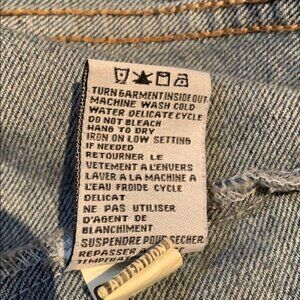 TURN GARMENT INSIDE OUT
MACHINE WASH COLD
WATER DELICATE CYCLE
DO NOT BLEACH
HANG TO DRY
IRON ON LOW SETTING
IF NEEDED
RETOURNER LE
VETEMENT A L'ENVERS
LAVER A LA MACHINE A
L'EAU FROIDE CYCLE
DELICAT
NE PAS UTILISER
D'AGENT DE
BLANCHIMENT
SUSPENDRE POUR SECHER
REPASSER A
TEMPERATURE